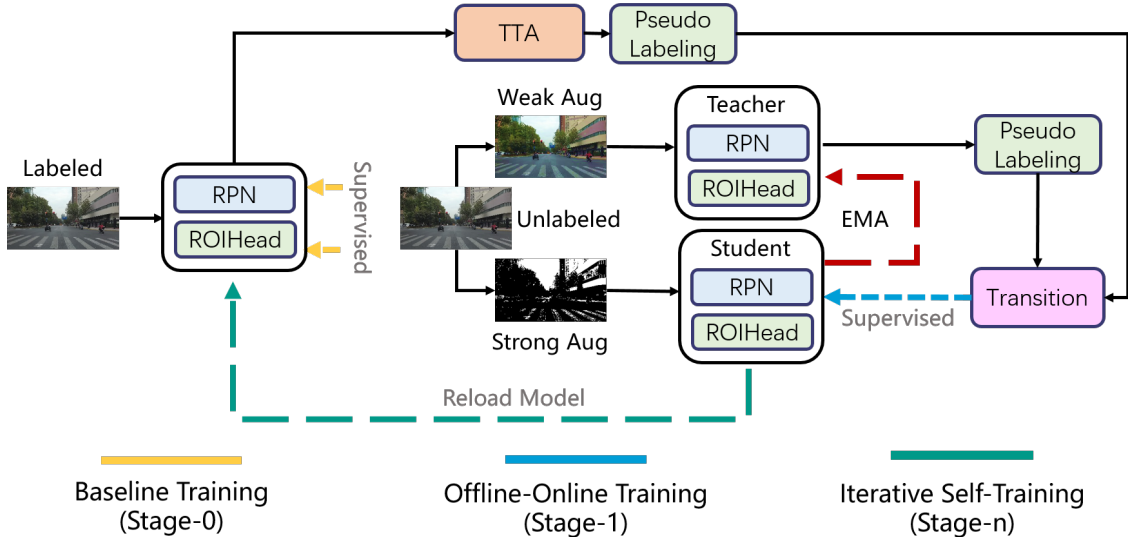 TTA
Pseudo
Labeling
Labeled
RPN
ROIHead
Supervised
Weak Aug
Unlabeled
Strong Aug
Teacher
RPN
ROIHead
Student
RPN
ROIHead
EMA
Pseudo
Labeling
Transition
Supervised
Reload Model
Baseline Training
(Stage-0)
Offline-Online Training
(Stage-1)
Iterative Self-Training
(Stage-n)